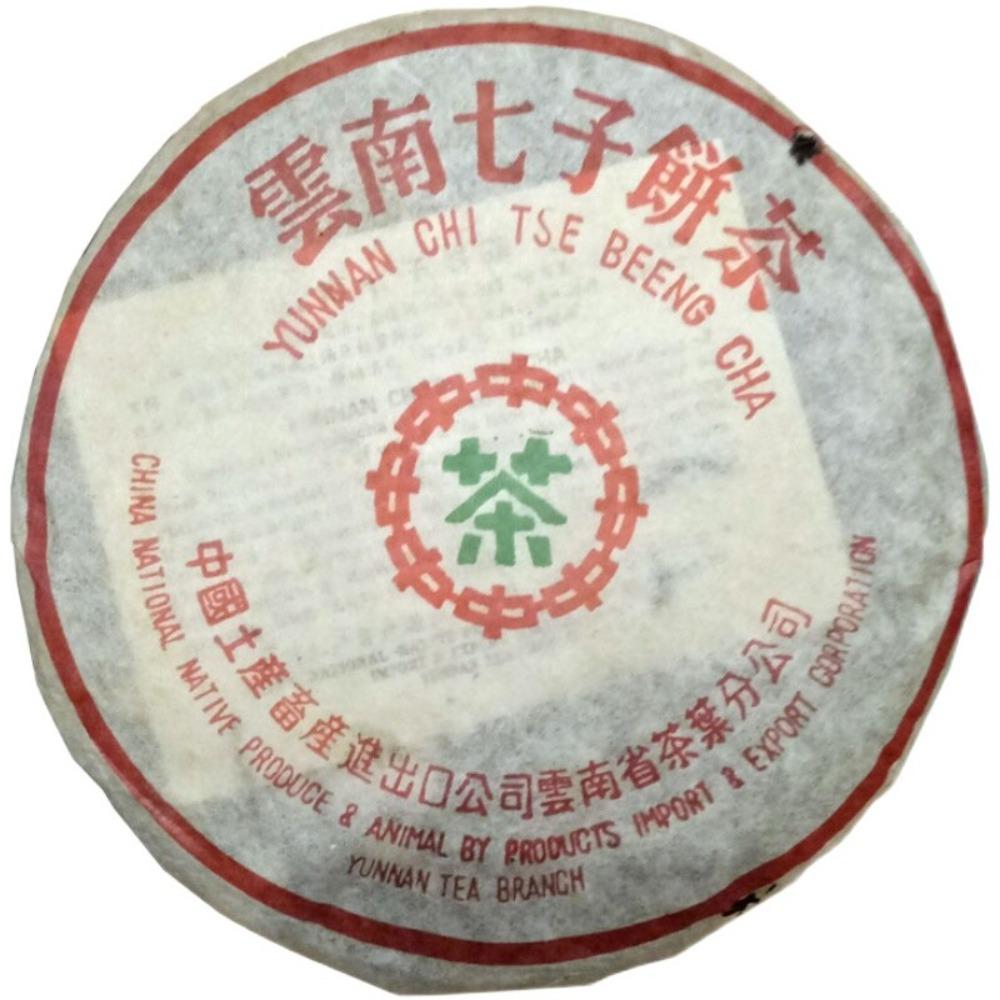 雲南七子餅茶
YUNNAN CHI TSE BEENG CHA
茶
中國土產畜產進出口公司雲南省茶葉分公司
CHINA NATIONAL NATIVE PRODUCE & ANIMAL BY PRODUCTS IMPORT & EXPORT CORPORATION
YUNNAN TEA BRANCH